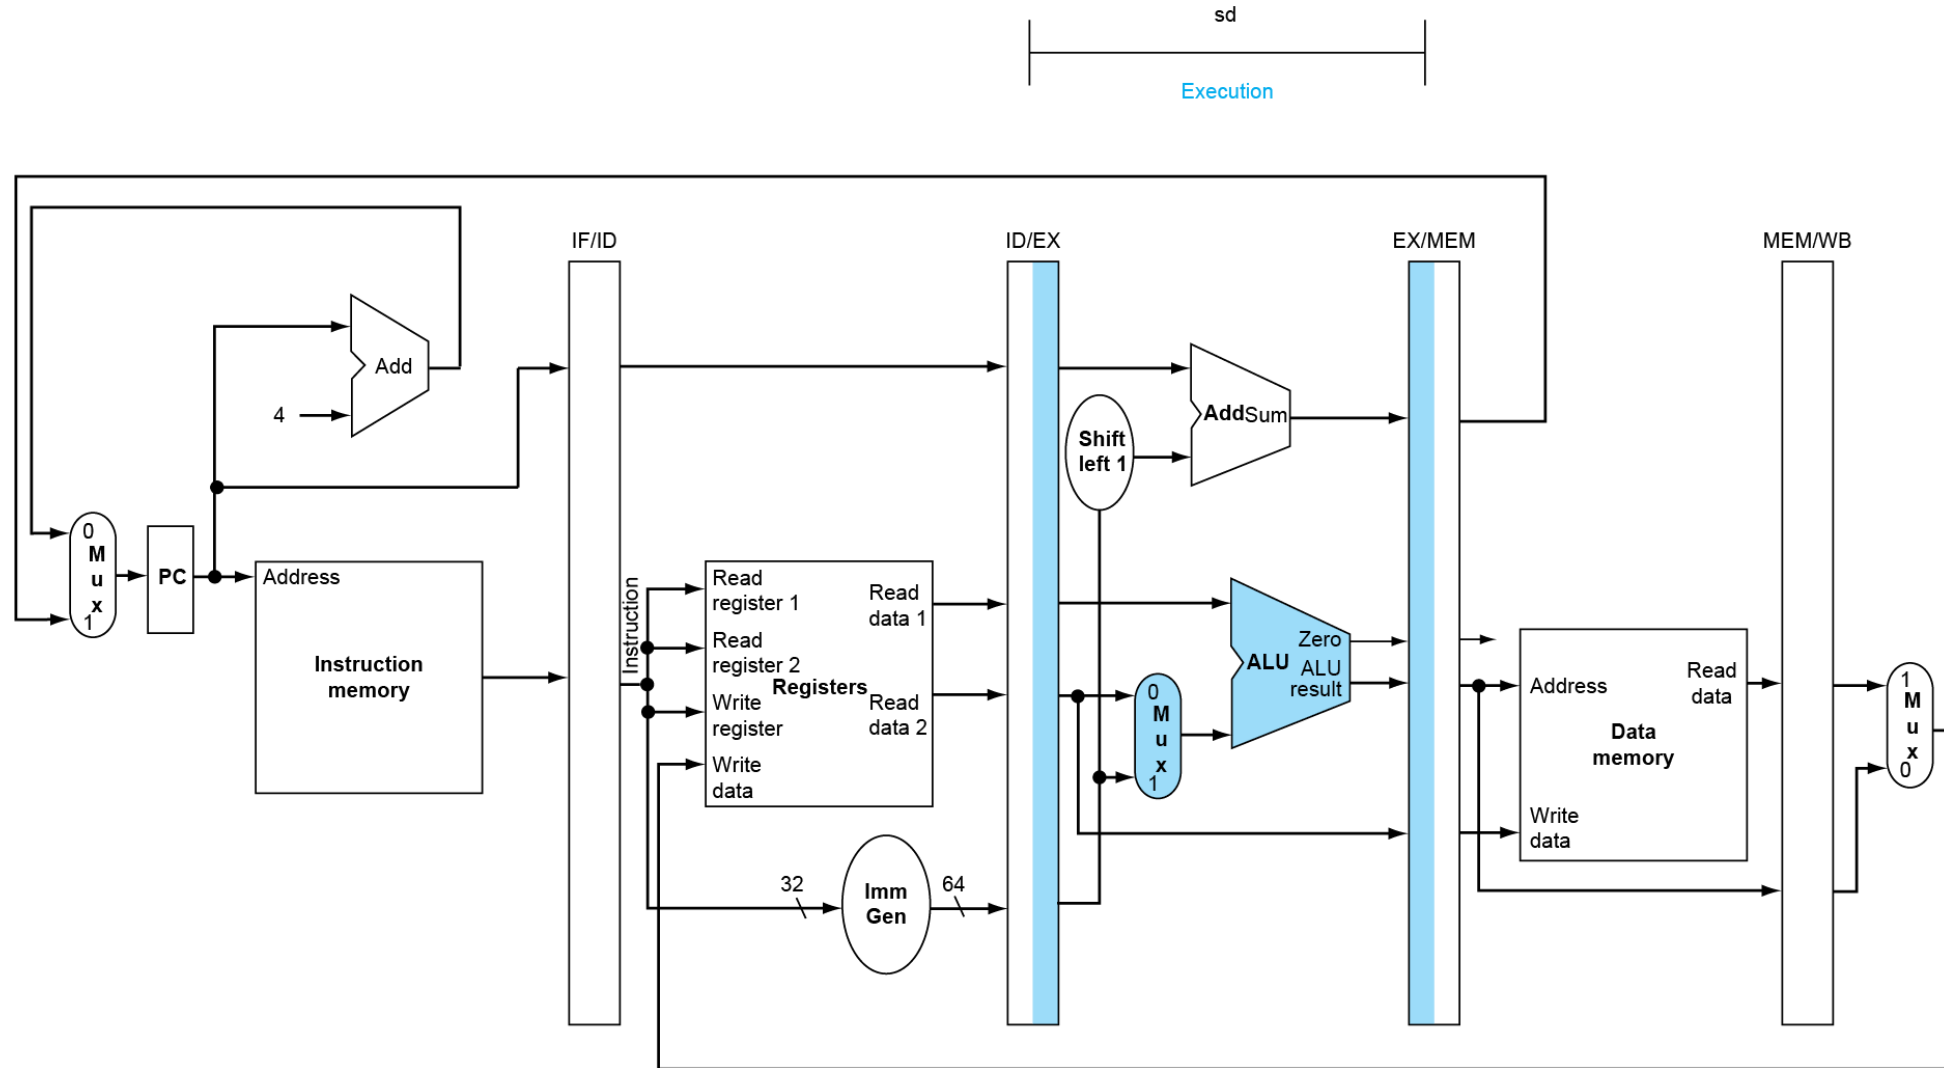 sd
Execution
IF/ID
ID/EX
EX/MEM
MEM/WB
Add
4
Add Sum
Shift
left 1
0
M
u
x
1
PC
Address
Instruction
memory
Instruction
Read
register 1
Read
register 2
Write
register
Write
data
Registers
Read
data 1
Read
data 2
32
Imm
Gen
64
0
M
u
x
1
ALU
Zero
ALU
result
Address
Write
data
Data
memory
Read
data
1
M
u
x
0